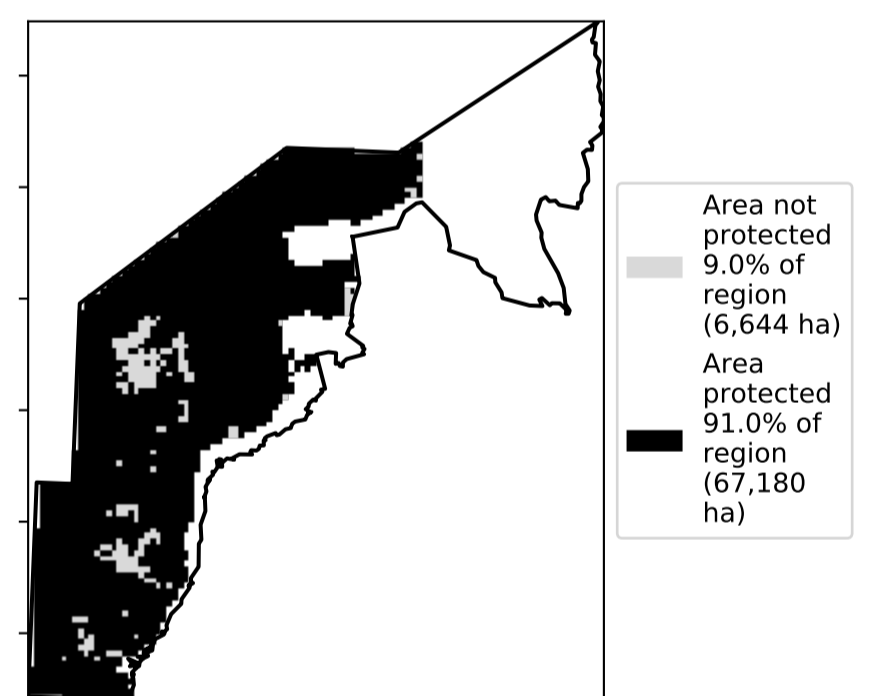 Area not
protected
9.0% of
region
(6,644 ha)
Area
protected
91.0% of
region
(67,180
ha)